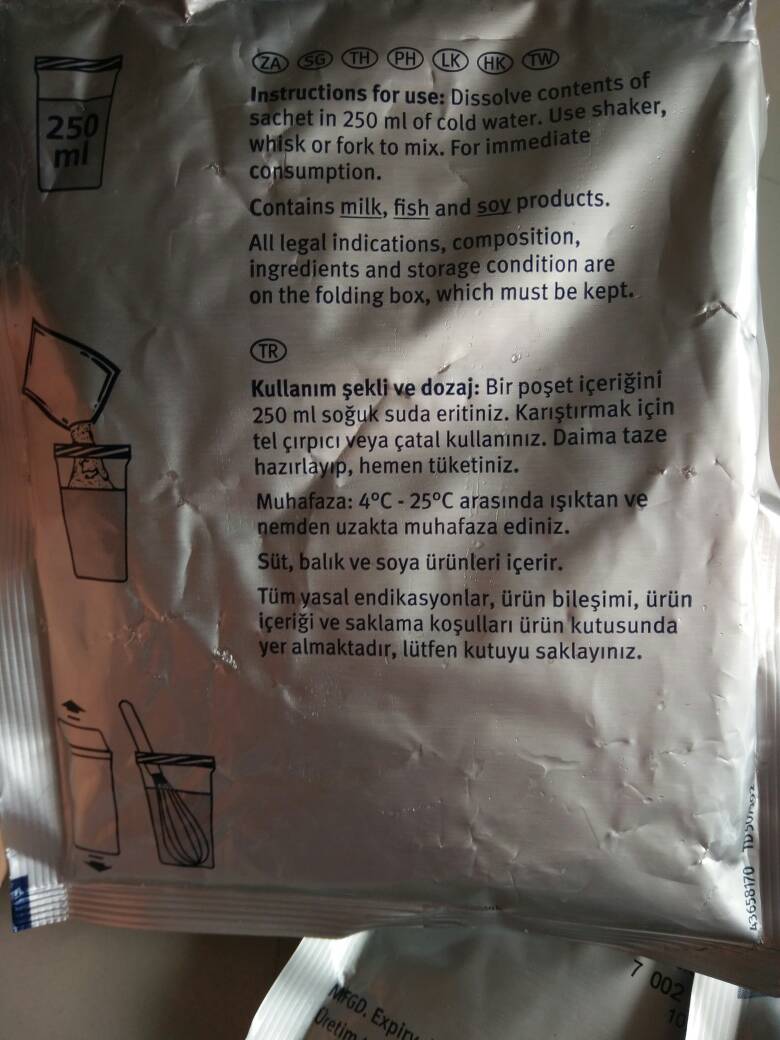 250
ml
ZA SG TH PH LK HK TW
Instructions for use: Dissolve contents of
sachet in 250 ml of cold water. Use shaker,
whisk or fork to mix. For immediate
consumption.
Contains milk, fish and soy products.
All legal indications, composition,
ingredients and storage condition are
on the folding box, which must be kept.
TR
Kullanım şekli ve dozaj: Bir poşet içeriğini
250 ml soğuk suda eritiniz. Karıştırmak için
tel çırpıcı veya çatal kullanınız. Daima taze
hazırlayıp, hemen tüketiniz.
Muhafaza: 4°C - 25°C arasında ışıktan ve
nemden uzakta muhafaza ediniz.
Süt, balık ve soya ürünleri içerir.
Tüm yasal endikasyonlar, ürün bileşimi, ürün
içeriği ve saklama koşulları ürün kutusunda
yer almaktadır, lütfen kutuyu saklayınız.
43658170
7 002
10
MFGD. Expiry
Üretim